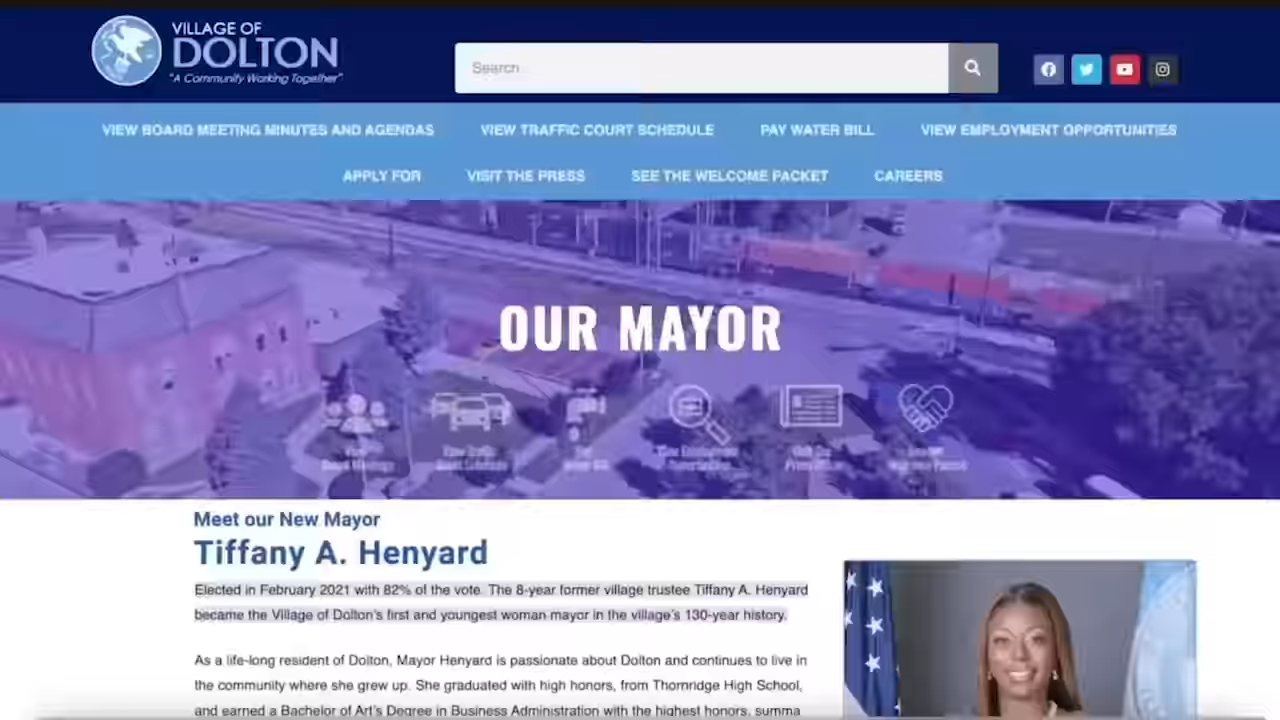 VILLAGE OF
DOLTON
"A Community Working Together"
Search
VIEW BOARD MEETING MINUTES AND AGENDAS VIEW TRAFFIC COURT SCHEDULE PAY WATER BILL VIEW EMPLOYMENT OPPORTUNITIES
APPLY FOR VISIT THE PRESS SEE THE WELCOME PACKET CAREERS
OUR MAYOR
Meet our New Mayor
Tiffany A. Henyard
Elected in February 2021 with 82% of the vote. The 8-year former village trustee Tiffany A. Henyard
became the Village of Dolton's first and youngest woman mayor in the village's 130-year history.
As a life-long resident of Dolton, Mayor Henyard is passionate about Dolton and continues to live in
the community where she grew up. She graduated with high honors, from Thornridge High School,
and earned a Bachelor of Art's Degree in Business Administration with the highest honors, summa